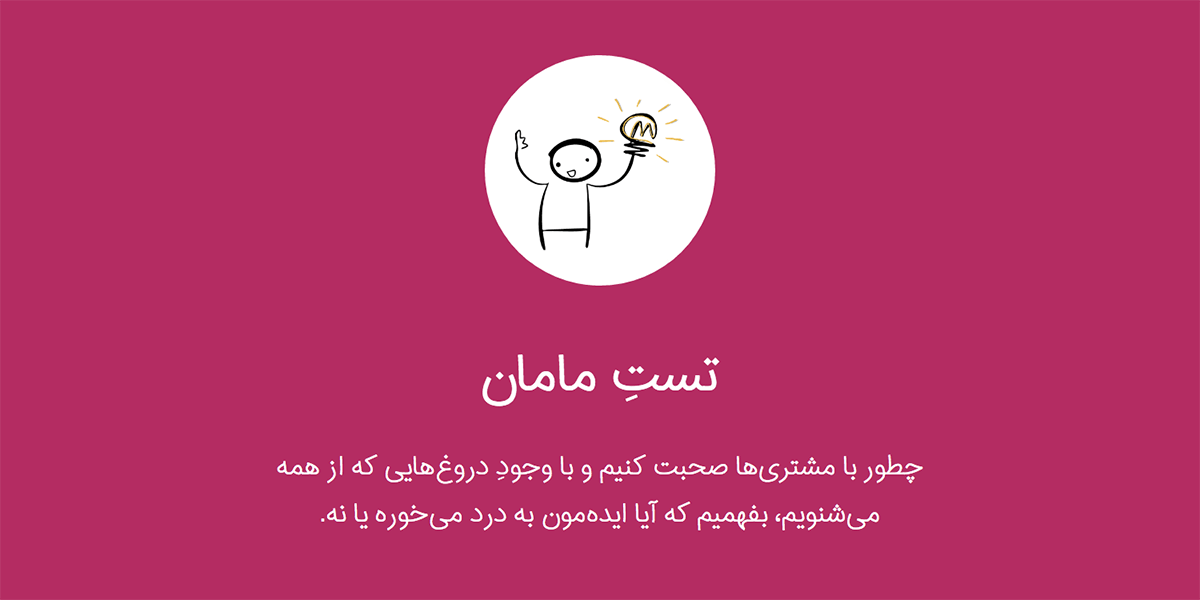 تستِ مامان
چطور با مشتری‌ها صحبت کنیم و با وجودِ دروغ‌هایی که از همه
می‌شنویم، بفهمیم که آیا ایده‌مون به درد می‌خوره یا نه.